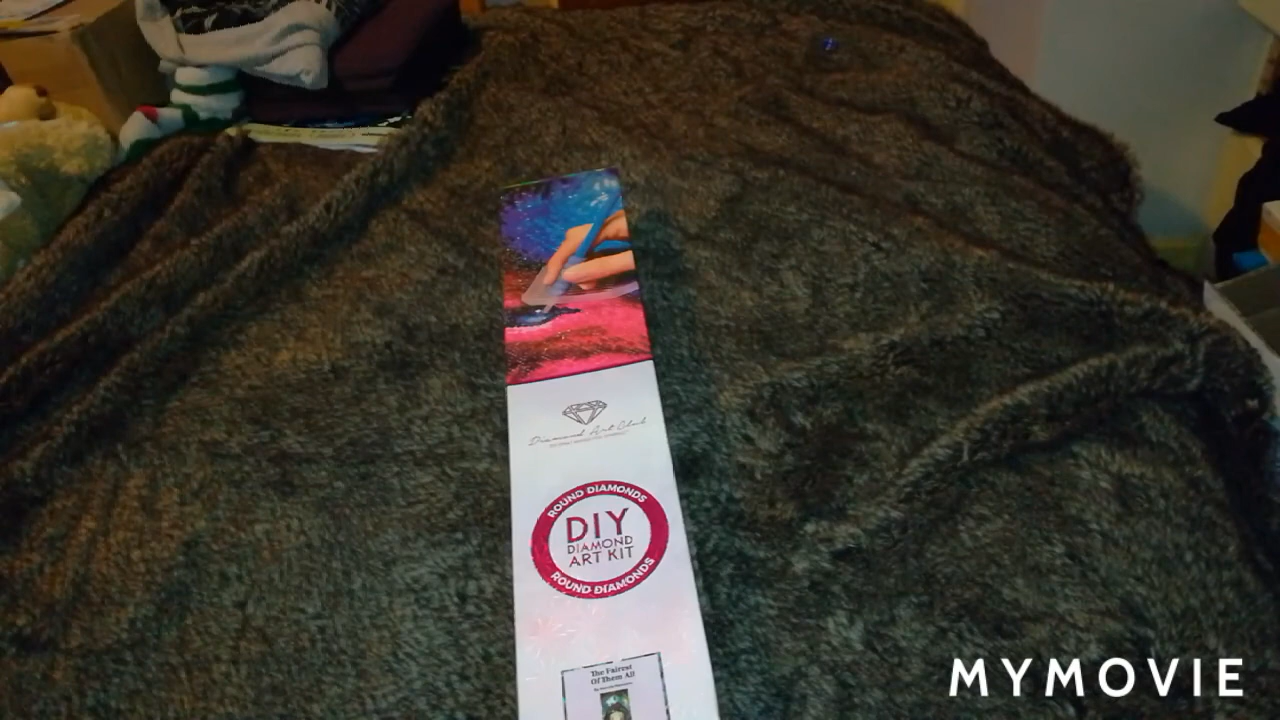 Diamond Art Club
ROUND DIAMONDS
DIY
DIAMOND
ART KIT
ROUND DIAMONDS
The Fairest
Of Them All
MYMOVIE